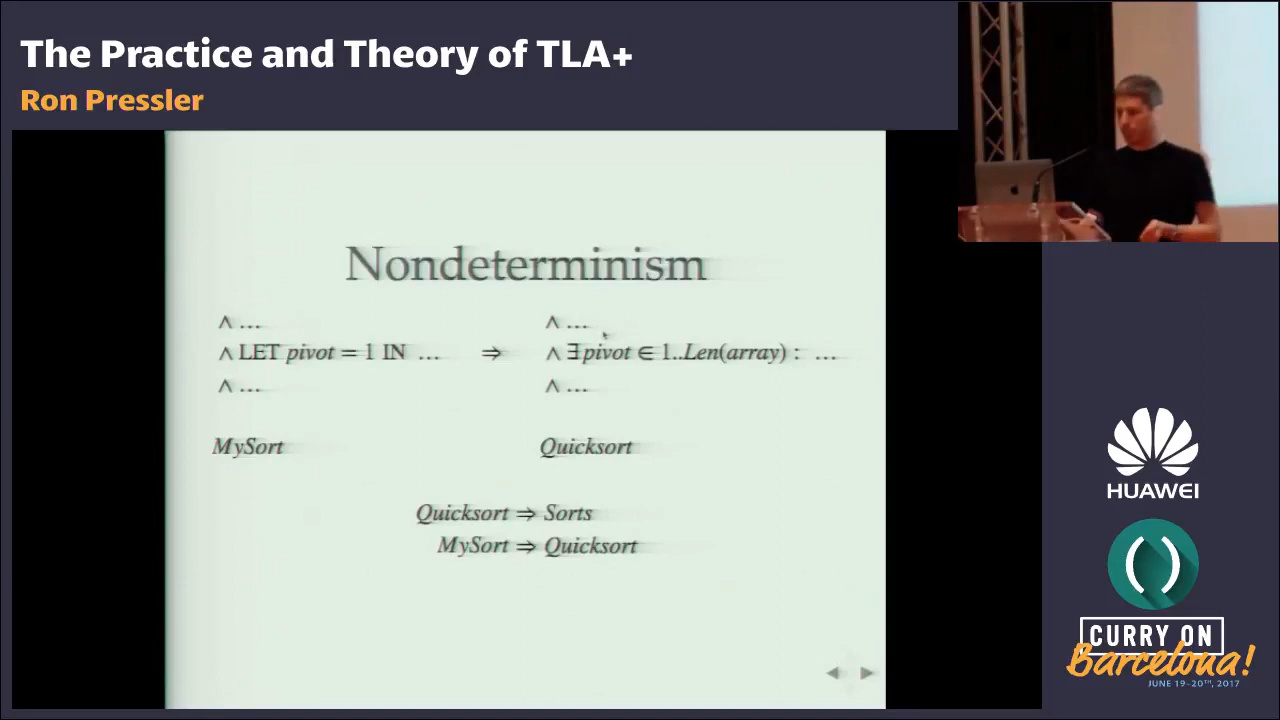 The Practice and Theory of TLA+
Ron Pressler
Nondeterminism
∧ …
∧ LET pivot = 1 IN … ⇒
∧ …
∧ …
∧ ∃ pivot ∈ 1..Len(array) : …
∧ …
MySort
Quicksort
Quicksort ⇒ Sorts
MySort ⇒ Quicksort
HUAWEI
CURRY ON
Barcelona!
JUNE 19-20TH, 2017